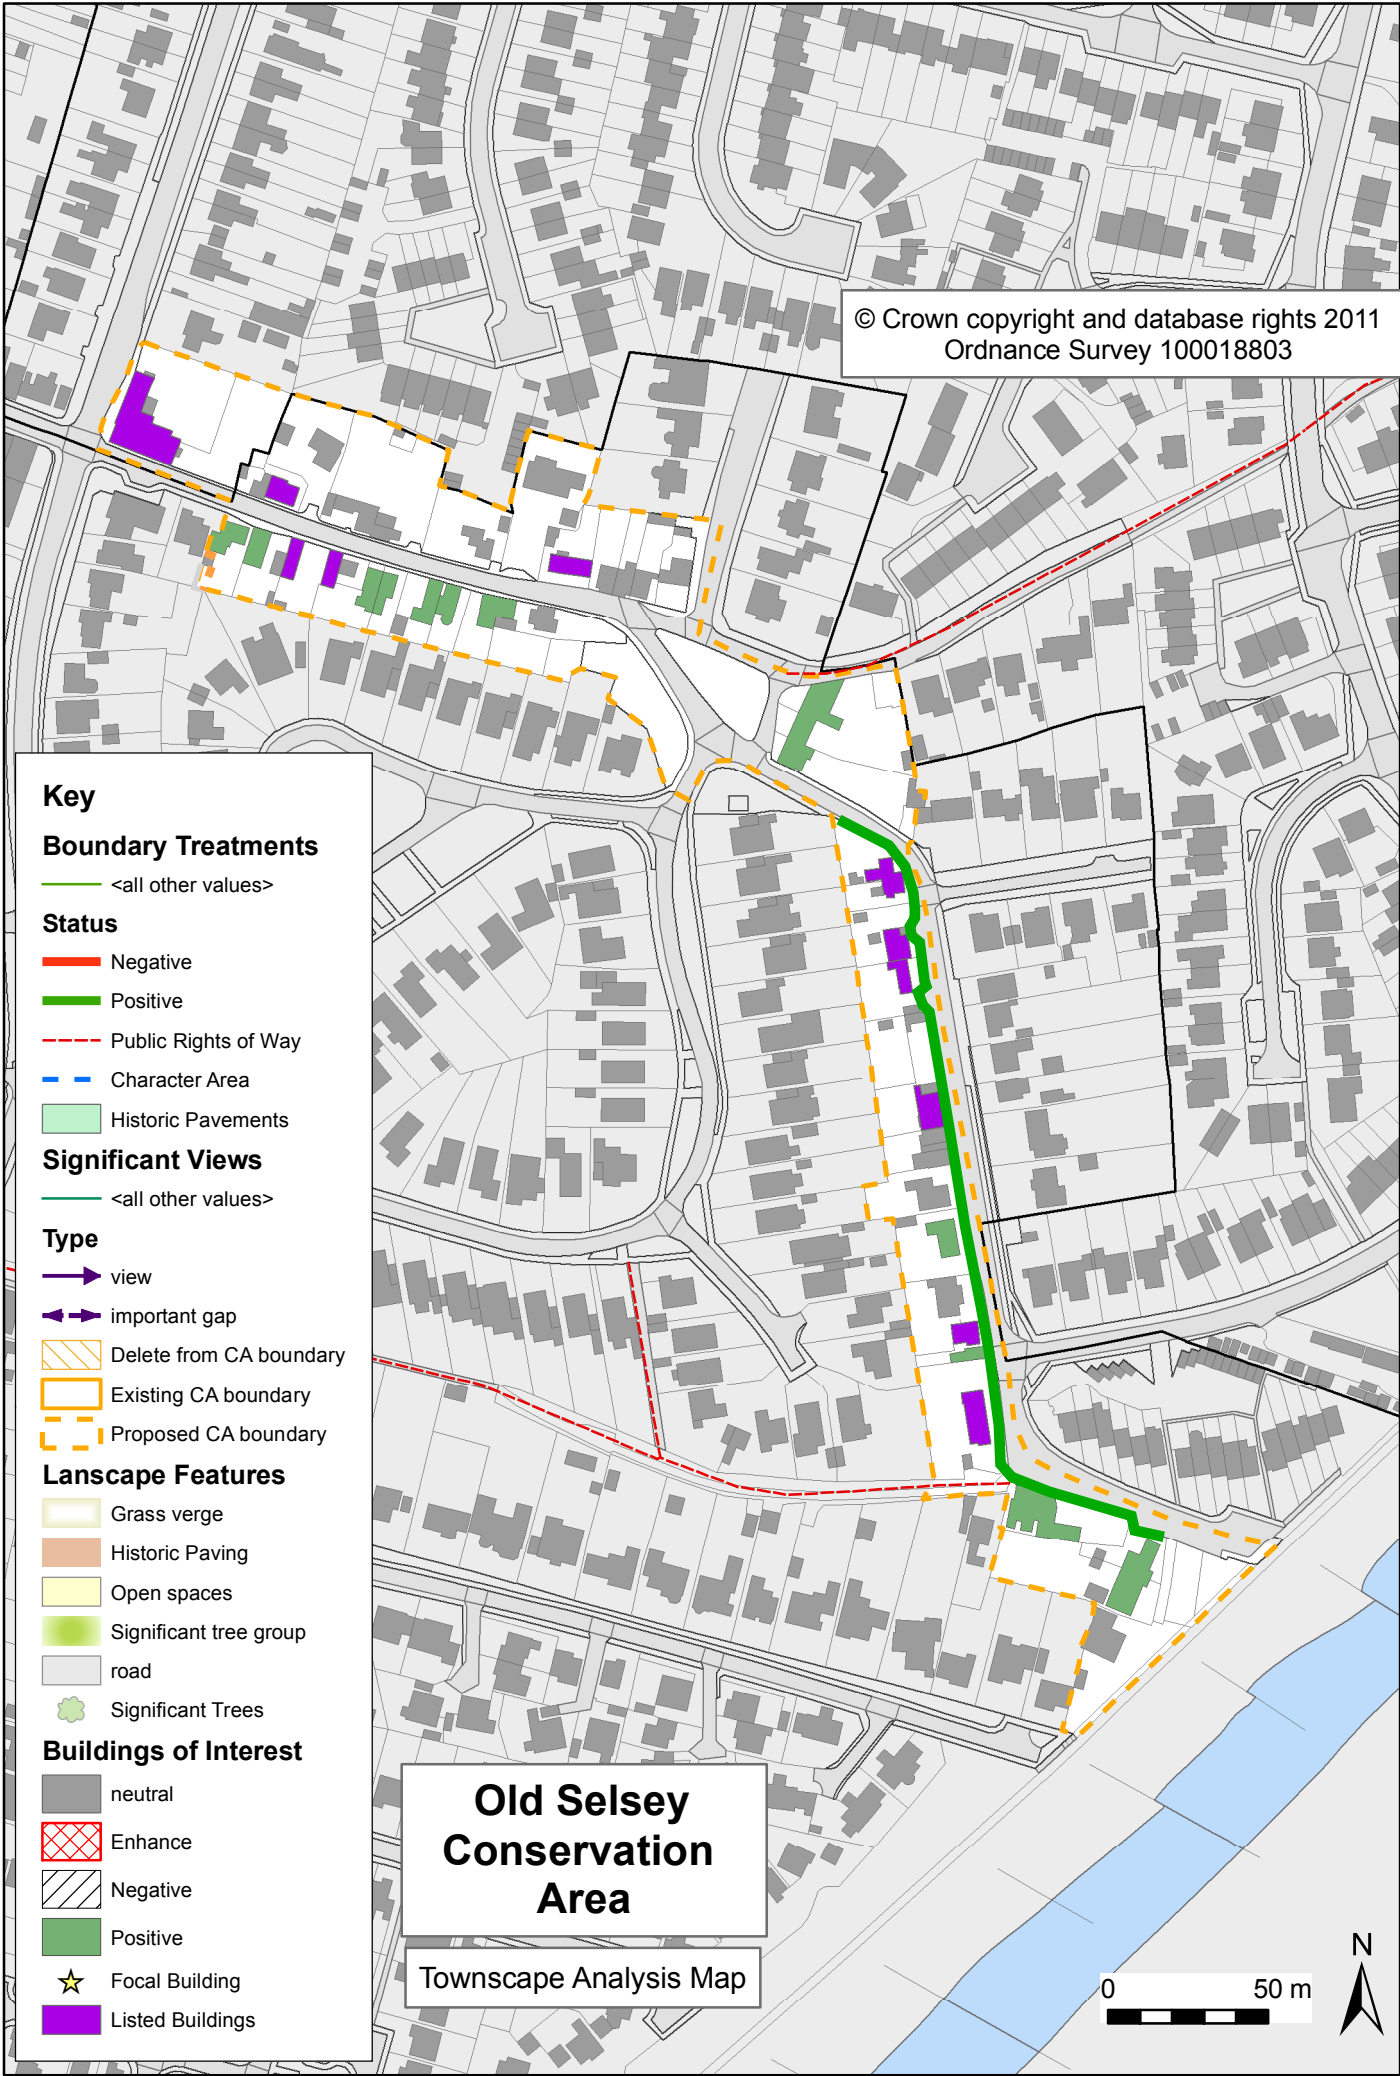 © Crown copyright and database rights 2011
Ordnance Survey 100018803
Key
Boundary Treatments
<all other values>
Status
Negative
Positive
Public Rights of Way
Character Area
Historic Pavements
Significant Views
<all other values>
Type
view
important gap
Delete from CA boundary
Existing CA boundary
Proposed CA boundary
Lanscape Features
Grass verge
Historic Paving
Open spaces
Significant tree group
road
Significant Trees
Buildings of Interest
neutral
Enhance
Negative
Positive
Focal Building
Listed Buildings
Old Selsey
Conservation
Area
Townscape Analysis Map
0 50 m
N